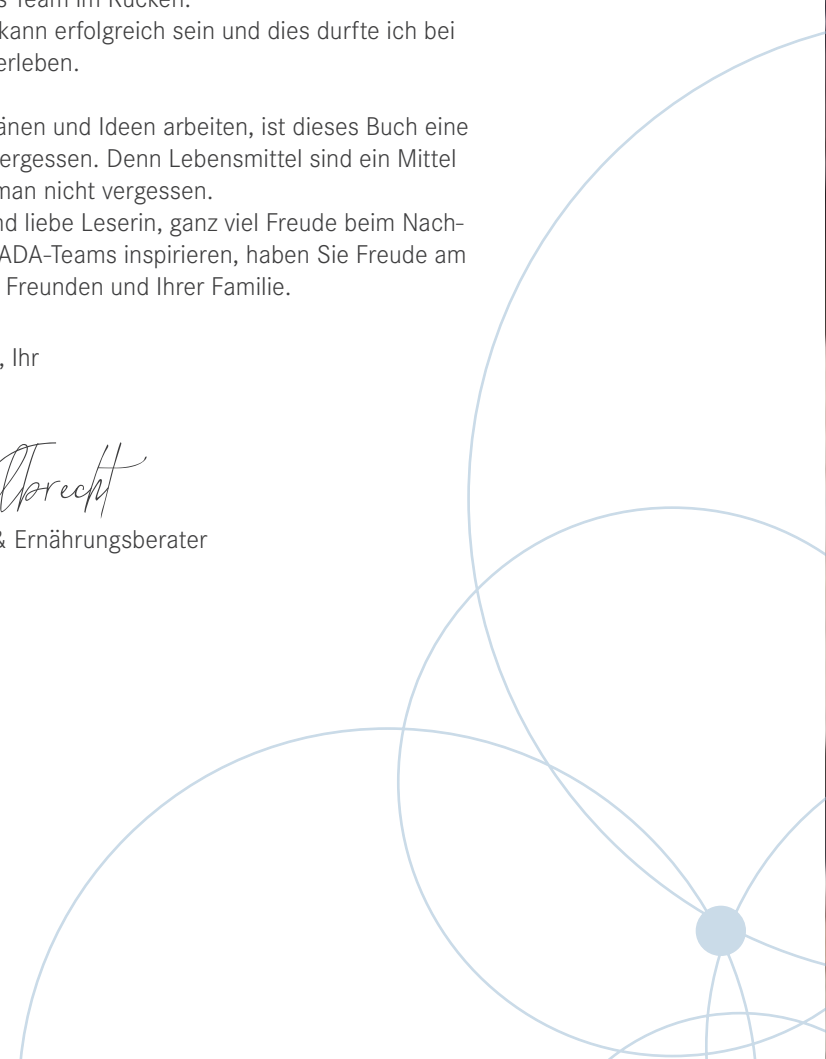 s Team im Rücken.
kann erfolgreich sein und dies durfte ich bei
erleben.
änen und Ideen arbeiten, ist dieses Buch eine
ergessen. Denn Lebensmittel sind ein Mittel
man nicht vergessen.
nd liebe Leserin, ganz viel Freude beim Nach-
ADA-Teams inspirieren, haben Sie Freude am
Freunden und Ihrer Familie.
, Ihr
lbrecht
& Ernährungsberater